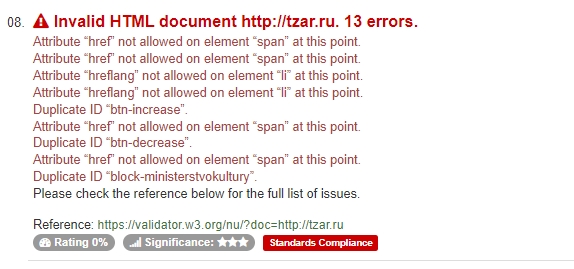 08. Invalid HTML document http://tzar.ru. 13 errors.
Attribute “href” not allowed on element “span” at this point.
Attribute “href” not allowed on element “span” at this point.
Attribute “hreflang” not allowed on element “li” at this point.
Attribute “hreflang” not allowed on element “li” at this point.
Duplicate ID “btn-increase”.
Attribute “href” not allowed on element “span” at this point.
Duplicate ID “btn-decrease”.
Attribute “href” not allowed on element “span” at this point.
Duplicate ID “block-ministerstvokultury”.
Please check the reference below for the full list of issues.
Reference: https://validator.w3.org/nu/?doc=http://tzar.ru
Rating 0% Significance: ★★★ Standards Compliance